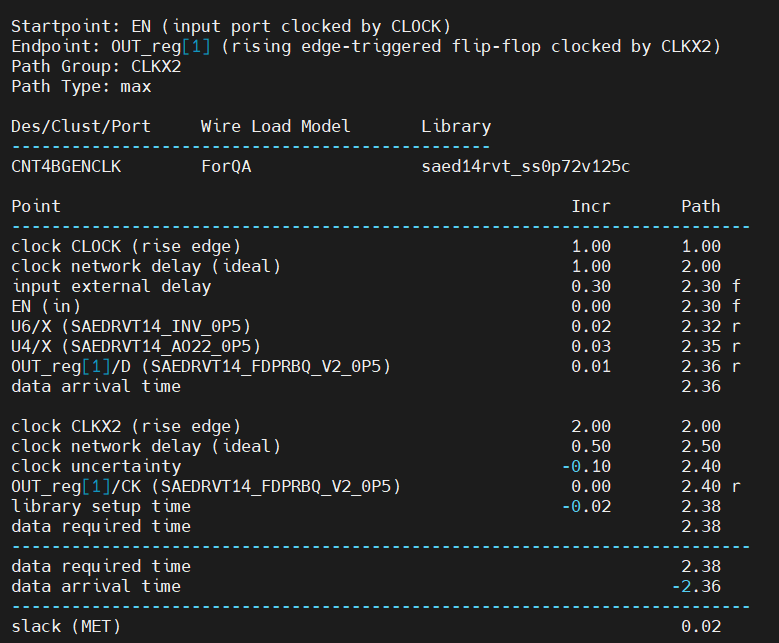 Startpoint: EN (input port clocked by CLOCK)
Endpoint: OUT_reg[1] (rising edge-triggered flip-flop clocked by CLKX2)
Path Group: CLKX2
Path Type: max
Des/Clust/Port     Wire Load Model       Library
------------------------------------------------
CNT4BGENCLK        ForQA                 saed14rvt_ss0p72v125c
Point                                                   Incr       Path
--------------------------------------------------------------------------
clock CLOCK (rise edge)                                 1.00       1.00
clock network delay (ideal)                             1.00       2.00
input external delay                                    0.30       2.30 f
EN (in)                                                 0.00       2.30 f
U6/X (SAEDRVT14_INV_0P5)                                0.02       2.32 r
U4/X (SAEDRVT14_AO22_0P5)                               0.03       2.35 r
OUT_reg[1]/D (SAEDRVT14_FDPRBQ_V2_0P5)                  0.01       2.36 r
data arrival time                                                  2.36
clock CLKX2 (rise edge)                                 2.00       2.00
clock network delay (ideal)                             0.50       2.50
clock uncertainty                                      -0.10       2.40
OUT_reg[1]/CK (SAEDRVT14_FDPRBQ_V2_0P5)                 0.00       2.40 r
library setup time                                     -0.02       2.38
data required time                                                 2.38
--------------------------------------------------------------------------
data required time                                                 2.38
data arrival time                                                 -2.36
--------------------------------------------------------------------------
slack (MET)                                                        0.02